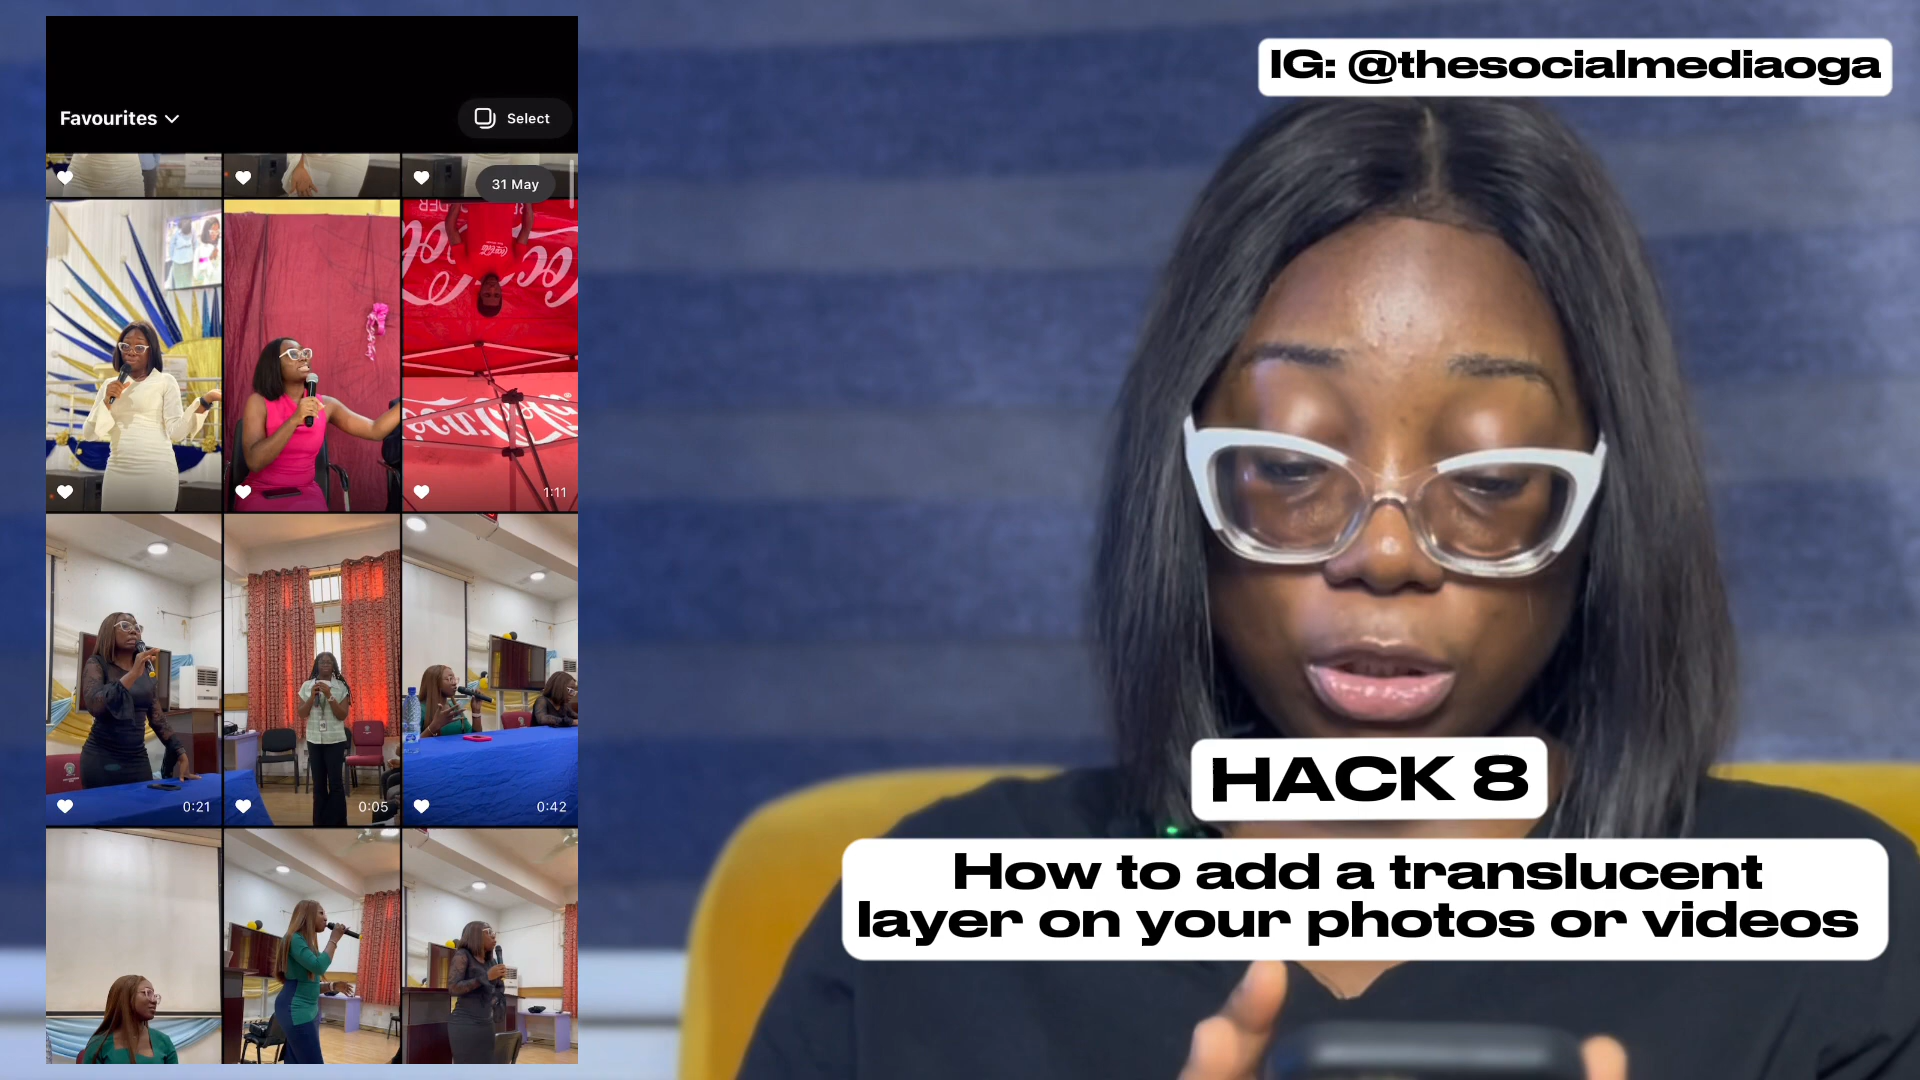 IG: @thesocialmediaoga
Favourites
Select
31 May
1:11
0:21
0:05
0:42
HACK 8
How to add a translucent
layer on your photos or videos